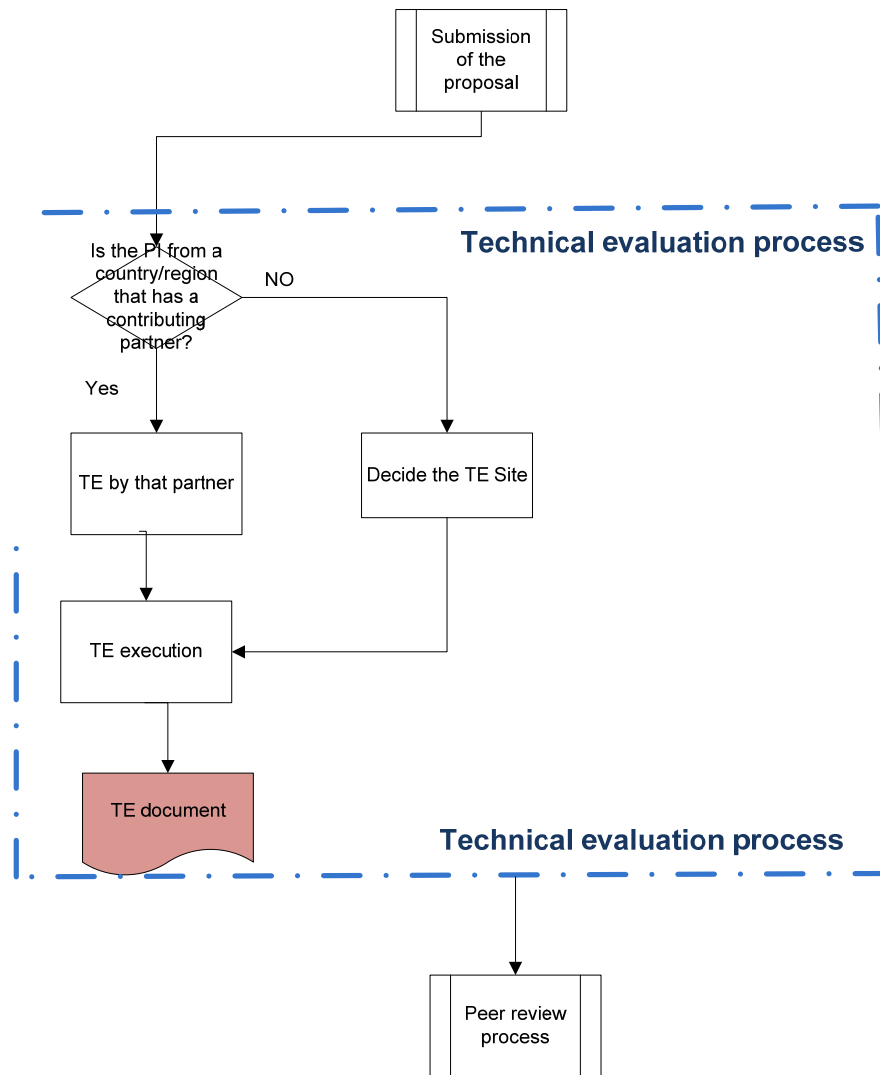 Submission
of the
proposal
Technical evaluation process
Is the PI from a
country/region
that has a
contributing
partner?
NO
Yes
TE by that partner
Decide the TE Site
TE execution
TE document
Technical evaluation process
Peer review
process